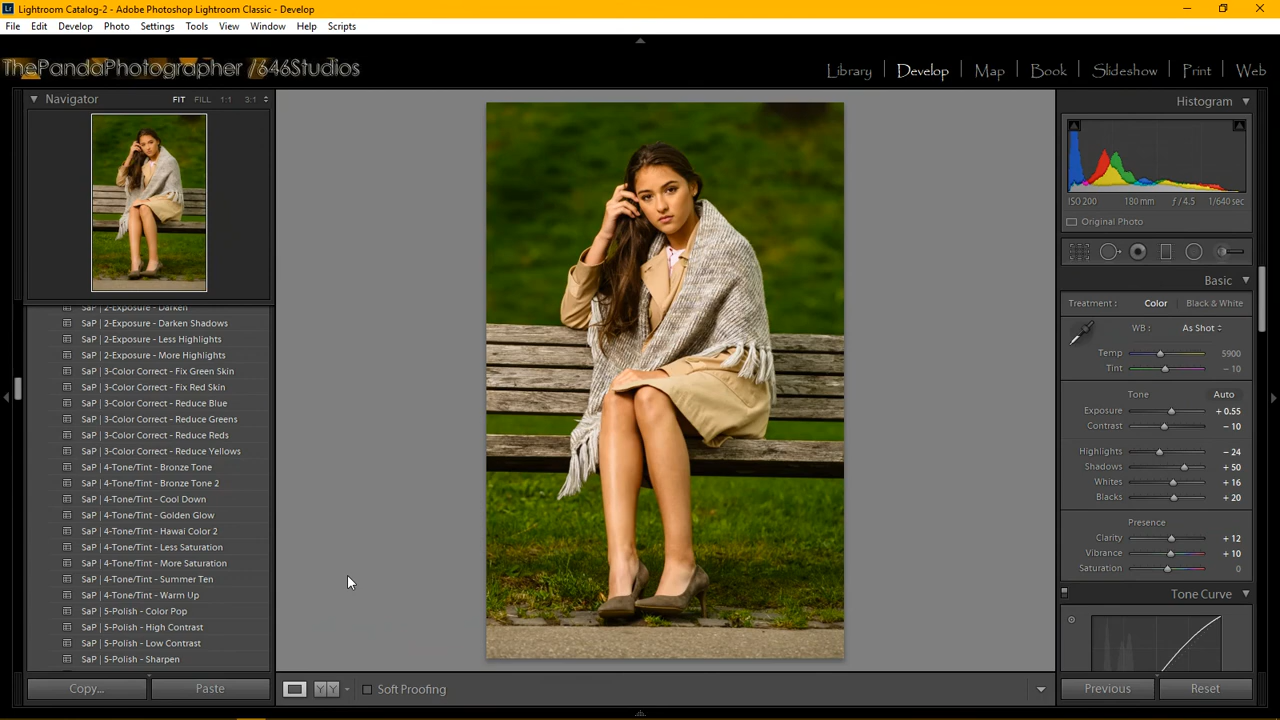 Lightroom Catalog-2 - Adobe Photoshop Lightroom Classic - Develop
File Edit Develop Photo Settings Tools View Window Help Scripts
ThePandaPhotographer /646Studios
Library Develop Map Book Slideshow Print Web
Navigator FIT FILL 1:1 3:1
SaP | 2-Exposure - Darken
SaP | 2-Exposure - Darken Shadows
SaP | 2-Exposure - Less Highlights
SaP | 2-Exposure - More Highlights
SaP | 3-Color Correct - Fix Green Skin
SaP | 3-Color Correct - Fix Red Skin
SaP | 3-Color Correct - Reduce Blue
SaP | 3-Color Correct - Reduce Greens
SaP | 3-Color Correct - Reduce Reds
SaP | 3-Color Correct - Reduce Yellows
SaP | 4-Tone/Tint - Bronze Tone
SaP | 4-Tone/Tint - Bronze Tone 2
SaP | 4-Tone/Tint - Cool Down
SaP | 4-Tone/Tint - Golden Glow
SaP | 4-Tone/Tint - Hawai Color 2
SaP | 4-Tone/Tint - Less Saturation
SaP | 4-Tone/Tint - More Saturation
SaP | 4-Tone/Tint - Summer Ten
SaP | 4-Tone/Tint - Warm Up
SaP | 5-Polish - Color Pop
SaP | 5-Polish - High Contrast
SaP | 5-Polish - Low Contrast
SaP | 5-Polish - Sharpen
Copy... Paste
Soft Proofing
Histogram
ISO 200 180 mm ƒ / 4.5 1/640 sec
Original Photo
Basic
Treatment : Color Black & White
WB : As Shot
Temp 5900
Tint - 10
Tone Auto
Exposure + 0.55
Contrast - 10
Highlights - 24
Shadows + 50
Whites + 16
Blacks + 20
Presence
Clarity + 12
Vibrance + 10
Saturation 0
Tone Curve
Previous Reset